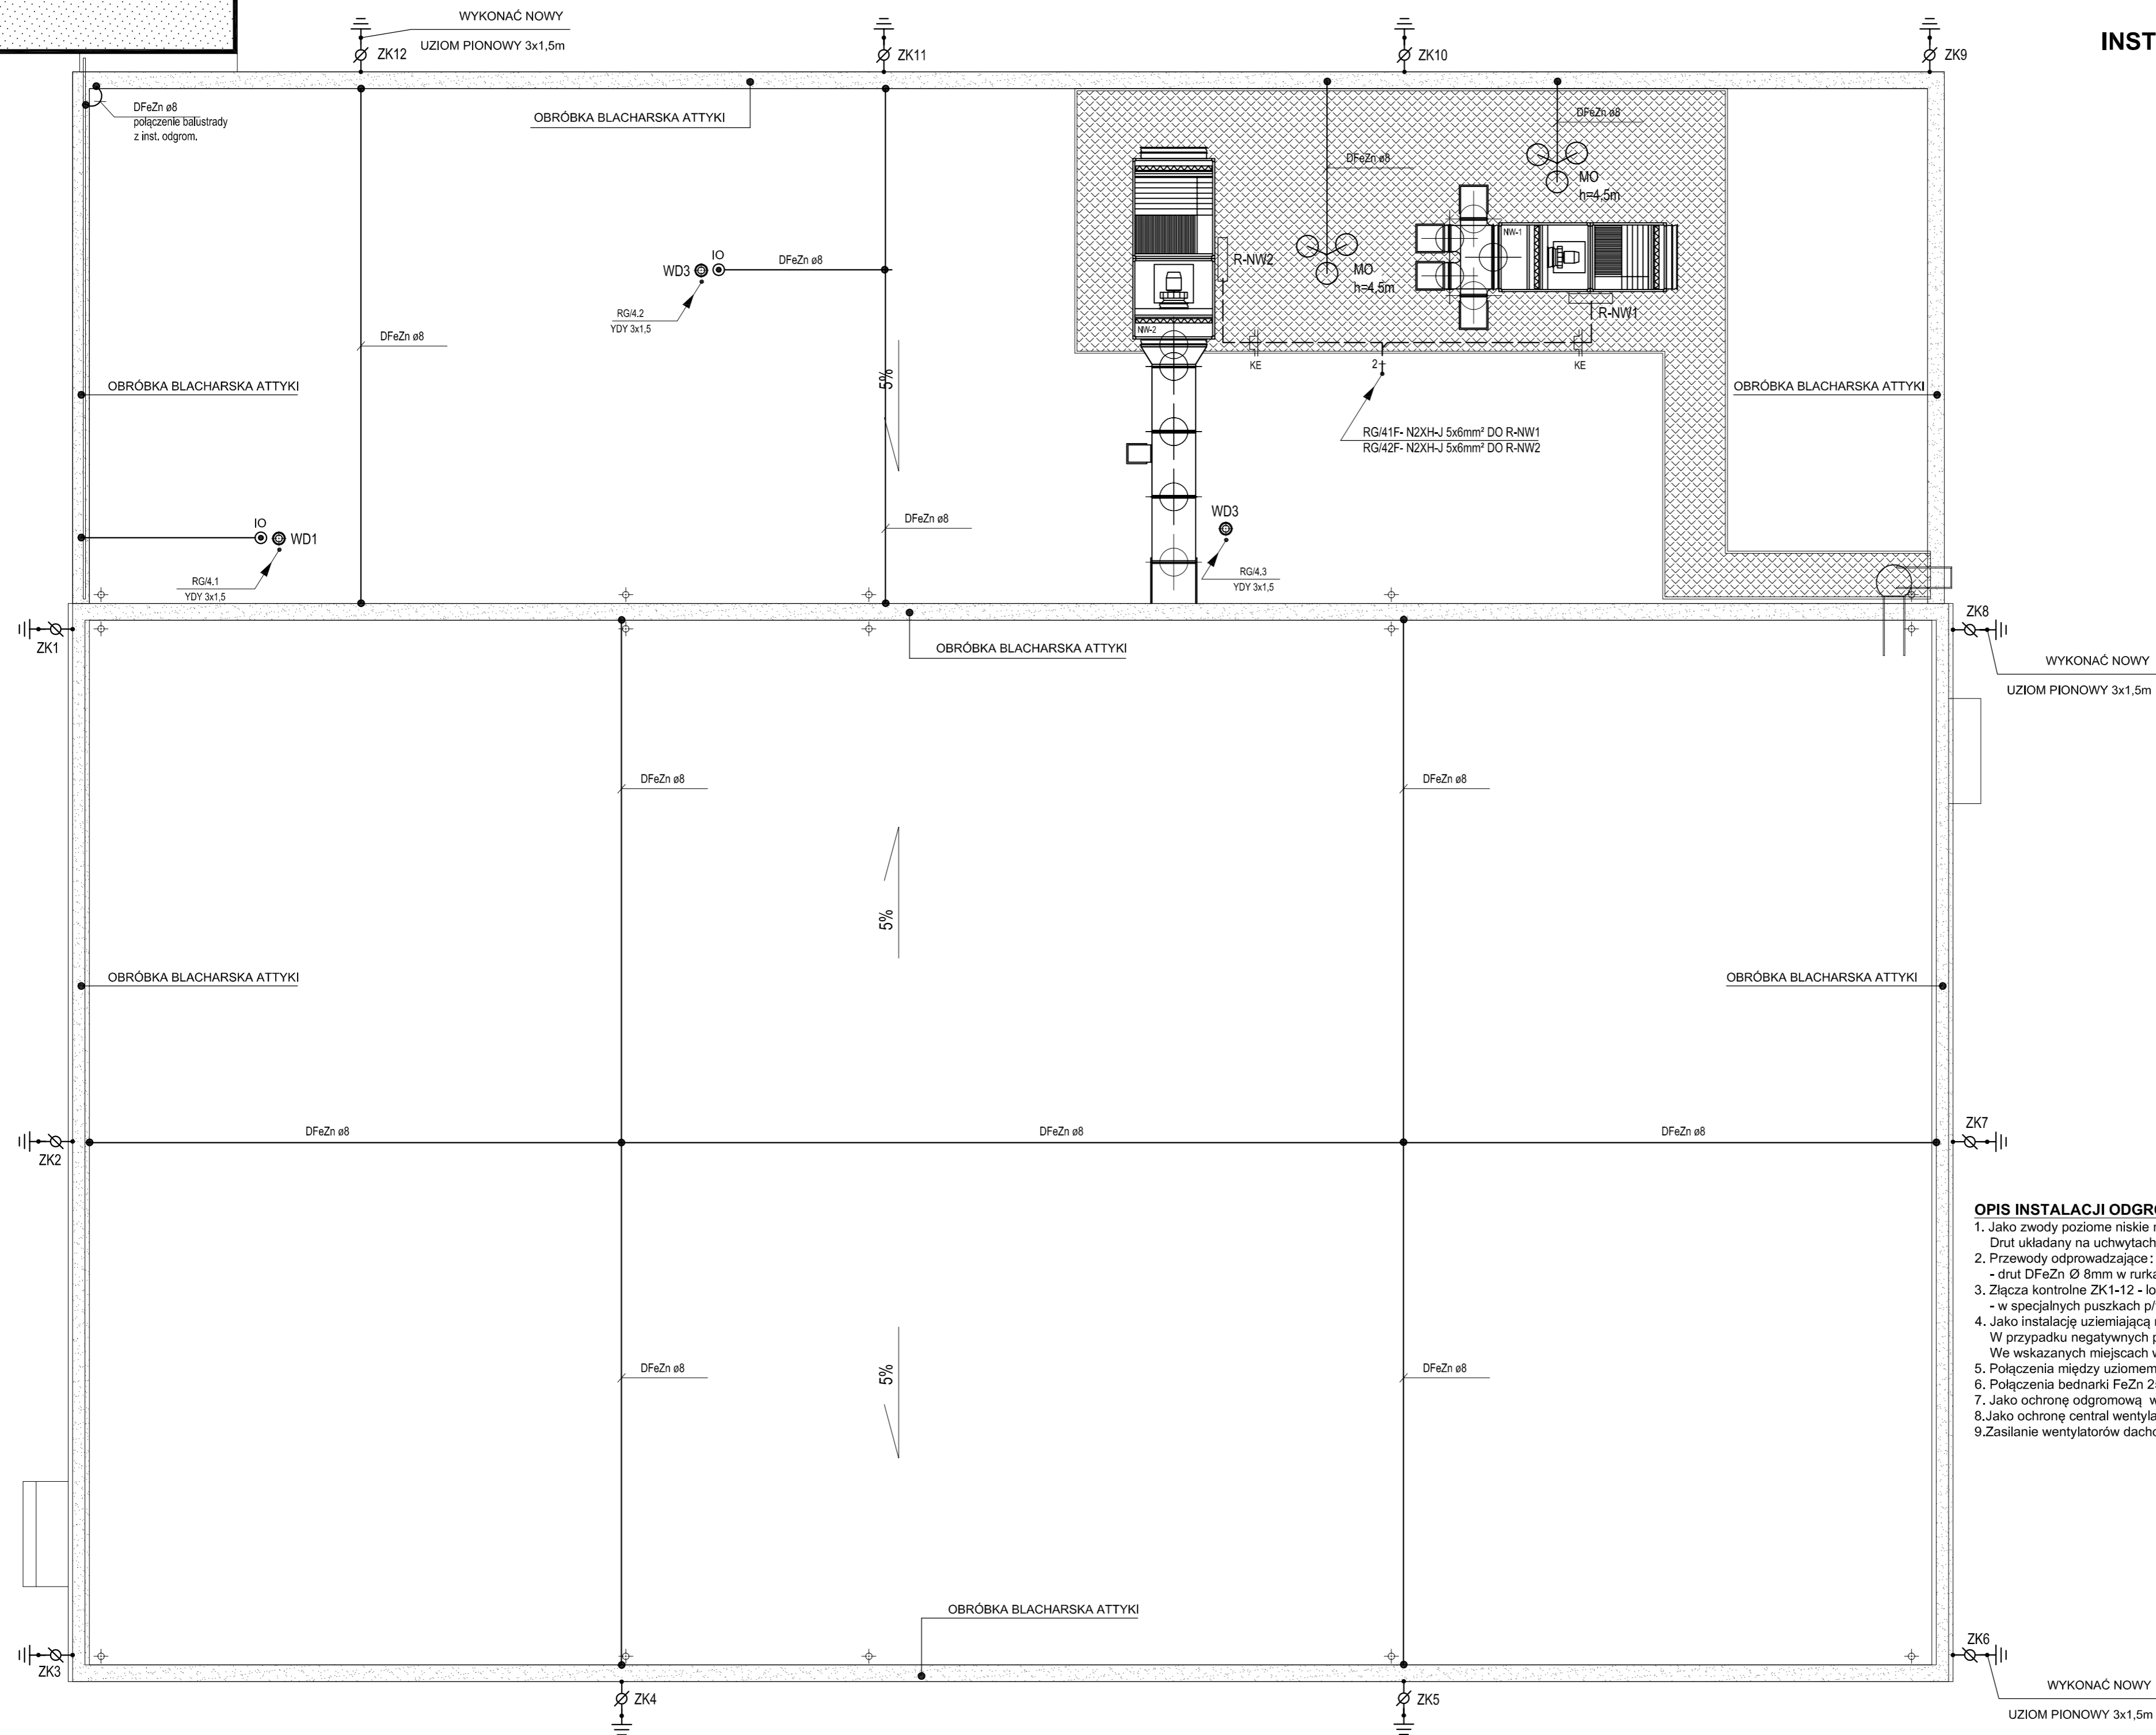 WYKONAĆ NOWY
UZIOM PIONOWY 3x1,5m
ZK12
ZK11
ZK10
ZK9
INST
DFeZn ø8
połączenie balustrady
z inst. odgrom.
OBRÓBKA BLACHARSKA ATTYKI
DFeZn ø8
DFeZn ø8
MO
h=4,5m
NW-1
R-NW2
MO
h=4,5m
R-NW1
WD3
IO
DFeZn ø8
RG/4.2
YDY 3x1,5
NW-2
DFeZn ø8
KE
2
KE
5%
OBRÓBKA BLACHARSKA ATTYKI
OBRÓBKA BLACHARSKA ATTYKI
RG/41F- N2XH-J 5x6mm² DO R-NW1
RG/42F- N2XH-J 5x6mm² DO R-NW2
IO
WD1
DFeZn ø8
WD3
RG/4.1
YDY 3x1,5
RG/4.3
YDY 3x1,5
ZK1
ZK8
OBRÓBKA BLACHARSKA ATTYKI
WYKONAĆ NOWY
UZIOM PIONOWY 3x1,5m
DFeZn ø8
DFeZn ø8
5%
OBRÓBKA BLACHARSKA ATTYKI
OBRÓBKA BLACHARSKA ATTYKI
ZK2
DFeZn ø8
DFeZn ø8
DFeZn ø8
ZK7
OPIS INSTALACJI ODGR
1. Jako zwody poziome niskie
Drut układany na uchwytach
2. Przewody odprowadzające:
- drut DFeZn Ø 8mm w rurk
3. Złącza kontrolne ZK1-12 - lo
- w specjalnych puszkach p/
4. Jako instalację uziemiającą
W przypadku negatywnych p
We wskazanych miejscach w
5. Połączenia między uziomem
6. Połączenia bednarki FeZn 2
7. Jako ochronę odgromową w
8.Jako ochronę central wentyla
9.Zasilanie wentylatorów dach
DFeZn ø8
5%
DFeZn ø8
OBRÓBKA BLACHARSKA ATTYKI
ZK3
ZK6
ZK4
ZK5
WYKONAĆ NOWY
UZIOM PIONOWY 3x1,5m